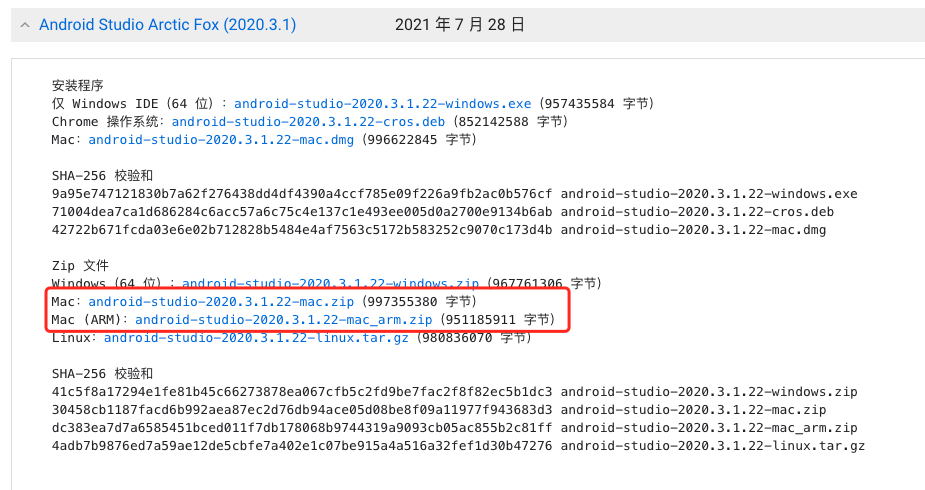 Android Studio Arctic Fox (2020.3.1) 2021 年 7 月 28 日
安装程序
仅 Windows IDE (64 位) : android-studio-2020.3.1.22-windows.exe (957435584 字节)
Chrome 操作系统: android-studio-2020.3.1.22-cros.deb (852142588 字节)
Mac: android-studio-2020.3.1.22-mac.dmg (996622845 字节)
SHA-256 校验和
9a95e747121830b7a62f276438dd4df4390a4ccf785e09f226a9fb2ac0b576cf android-studio-2020.3.1.22-windows.exe
71004dea7ca1d686284c6acc57a6c75c4e137c1e493ee005d0a2700e9134b6ab android-studio-2020.3.1.22-cros.deb
42722b671fcda03e6e02b712828b5484e4af7563c5172b583252c9070c173d4b android-studio-2020.3.1.22-mac.dmg
Zip 文件
Windows (64 位) : android-studio-2020.3.1.22-windows.zip (967761306 字节)
Mac: android-studio-2020.3.1.22-mac.zip (997355380 字节)
Mac (ARM): android-studio-2020.3.1.22-mac_arm.zip (951185911 字节)
Linux: android-studio-2020.3.1.22-linux.tar.gz (980836070 字节)
SHA-256 校验和
41c5f8a17294e1fe81b45c66273878ea067cfb5c2fd9be7fac2f8f82ec5b1dc3 android-studio-2020.3.1.22-windows.zip
30458cb1187facd6b992aea87ec2d76db94ace05d08be8f09a11977f943683d3 android-studio-2020.3.1.22-mac.zip
dc383ea7d7a6585451bced011f7db178068b9744319a9093cb05ac855b2c81ff android-studio-2020.3.1.22-mac_arm.zip
4adb7b9876ed7a59ae12de5cbfe7a402e1c07be915a4a516a32fef1d30b47276 android-studio-2020.3.1.22-linux.tar.gz